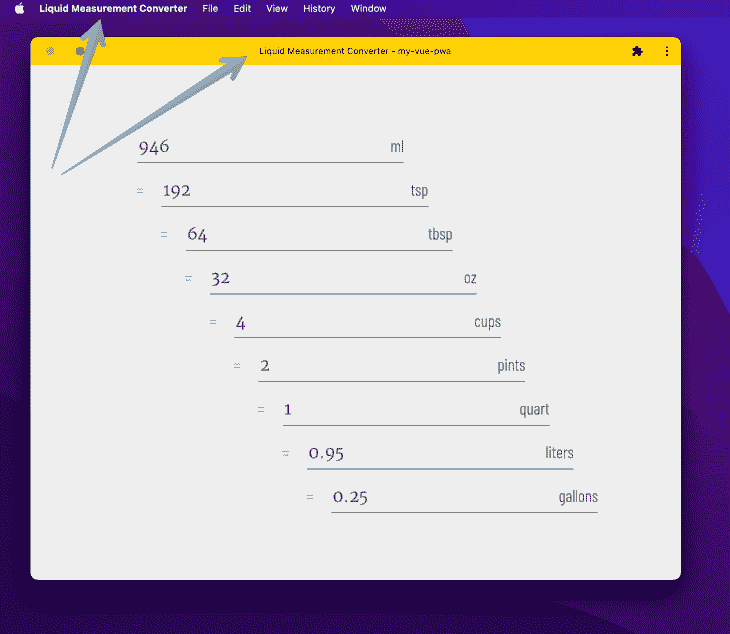 Liquid Measurement Converter File Edit View History Window
Liquid Measurement Converter - my-vue-pwa
946 ml
= 192 tsp
= 64 tbsp
≈ 32 oz
= 4 cups
≈ 2 pints
= 1 quart
≈ 0.95 liters
= 0.25 gallons